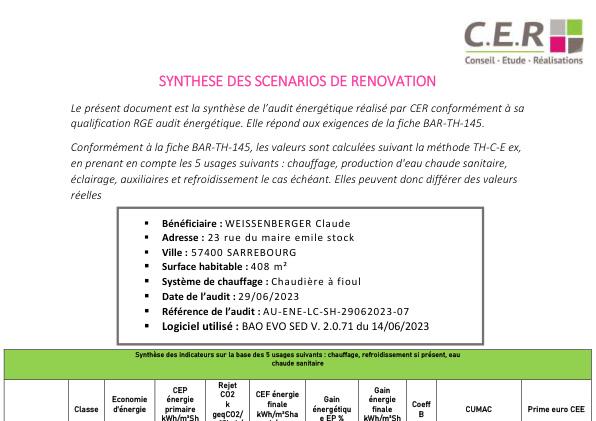 C.E.R
Conseil - Etude - Réalisations
SYNTHESE DES SCENARIOS DE RENOVATION
Le présent document est la synthèse de l'audit énergétique réalisé par CER conformément à sa
qualification RGE audit énergétique. Elle répond aux exigences de la fiche BAR-TH-145.
Conformément à la fiche BAR-TH-145, les valeurs sont calculées suivant la méthode TH-C-E ex,
en prenant en compte les 5 usages suivants : chauffage, production d'eau chaude sanitaire,
éclairage, auxiliaires et refroidissement le cas échéant. Elles peuvent donc différer des valeurs
réelles
▪ Bénéficiaire : WEISSENBERGER Claude
▪ Adresse : 23 rue du maire emile stock
▪ Ville : 57400 SARREBOURG
▪ Surface habitable : 408 m²
▪ Système de chauffage : Chaudière à fioul
▪ Date de l'audit : 29/06/2023
▪ Référence de l'audit : AU-ENE-LC-SH-29062023-07
▪ Logiciel utilisé : BAO EVO SED V. 2.0.71 du 14/06/2023
Synthèse des indicateurs sur la base des 5 usages suivants : chauffage, refroidissement si présent, eau
chaude sanitaire
Classe
Economie
d'énergie
CEP
énergie
primaire
kWh/m²Sh
Rejet
CO2
k
geqCO2/
CEF énergie
finale
kWh/m²Sha
Gain
énergétiqu
e EP %
Gain
énergie
finale
kWh/m²Sh
Coeff
B
CUMAC
Prime euro CEE